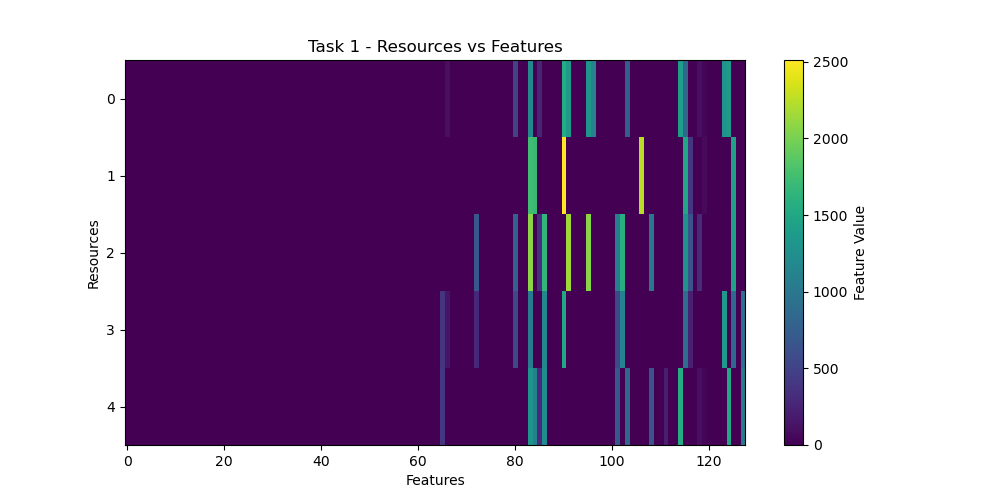 Task 1 - Resources vs Features
Resources
0
1
2
3
4
0 20 40 60 80 100 120
Features
2500
2000
1500
1000
500
0
Feature Value